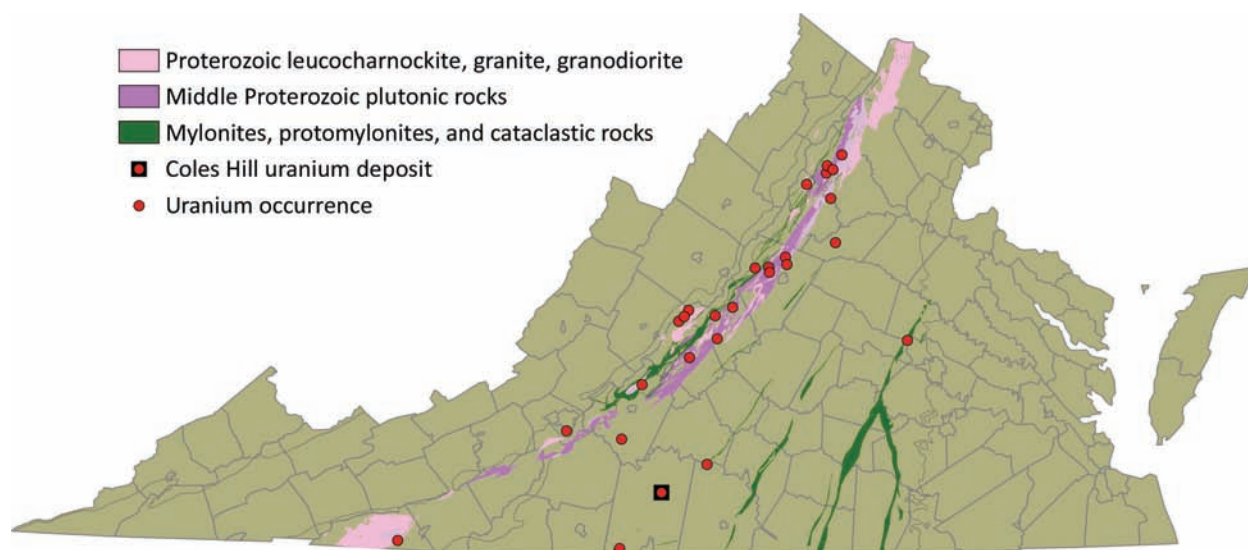 Proterozoic leucocharnockite, granite, granodiorite
Middle Proterozoic plutonic rocks
Mylonites, protomylonites, and cataclastic rocks
Coles Hill uranium deposit
Uranium occurrence